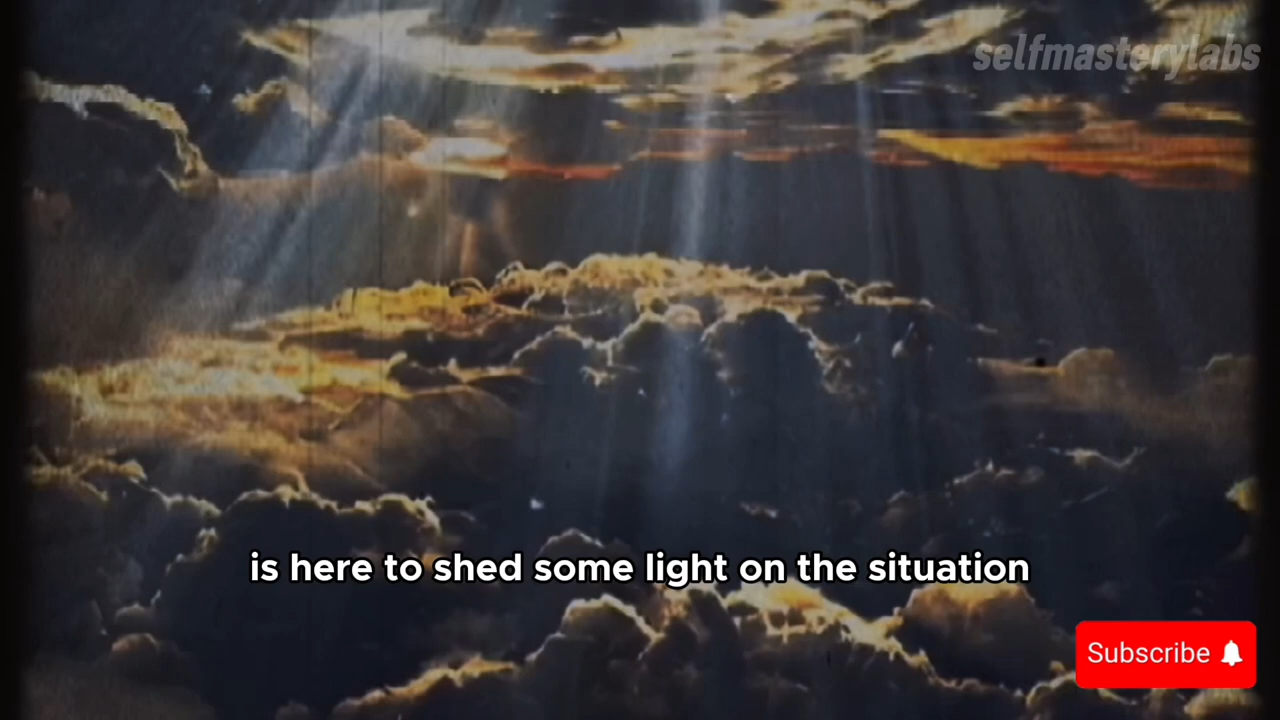 selfmasterylabs
is here to shed some light on the situation
Subscribe